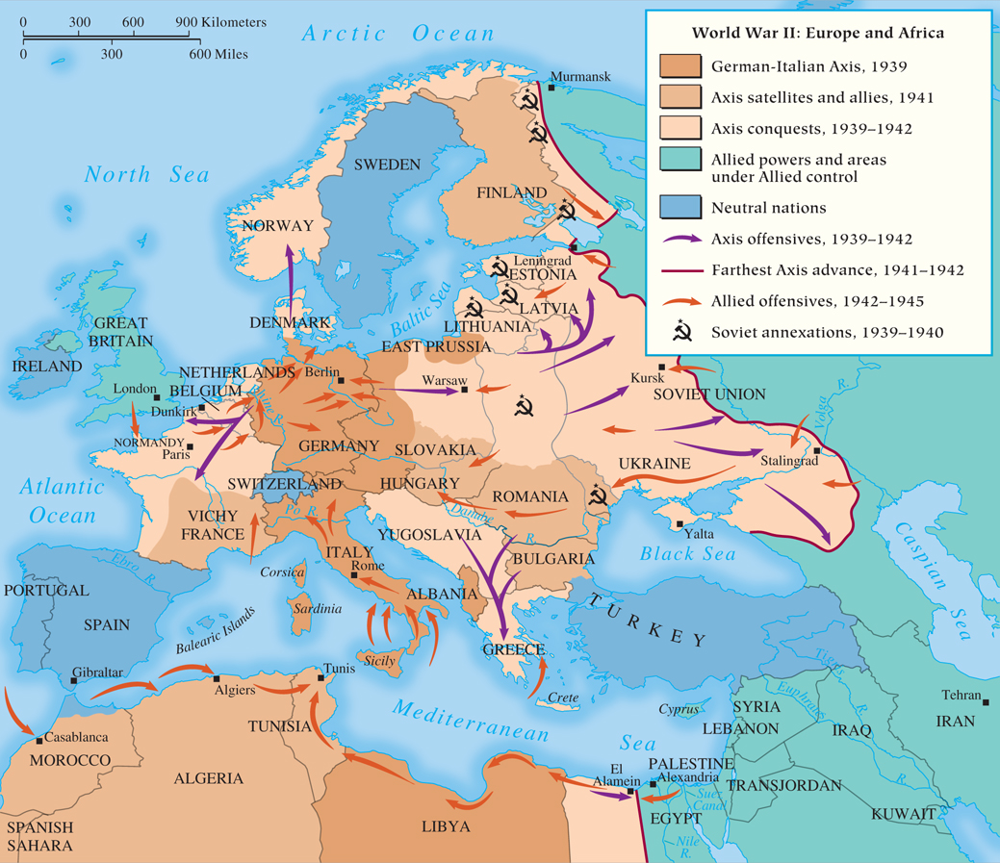 0 300 600 900 Kilometers
0 300 600 Miles
World War II: Europe and Africa
German-Italian Axis, 1939
Axis satellites and allies, 1941
Axis conquests, 1939–1942
Allied powers and areas
under Allied control
Neutral nations
Axis offensives, 1939–1942
Farthest Axis advance, 1941–1942
Allied offensives, 1942–1945
Soviet annexations, 1939–1940
Arctic Ocean
Murmansk
North Sea
SWEDEN
FINLAND
NORWAY
Leningrad
ESTONIA
Baltic Sea
LATVIA
LITHUANIA
DENMARK
GREAT
BRITAIN
IRELAND
EAST PRUSSIA
NETHERLANDS
Berlin
London
BELGIUM
Warsaw
Kursk
SOVIET UNION
Volga R.
Dunkirk
Rhine R.
NORMANDY
Paris
GERMANY
SLOVAKIA
Stalingrad
UKRAINE
Atlantic
Ocean
SWITZERLAND
HUNGARY
ROMANIA
Po R.
Danube R.
VICHY
FRANCE
YUGOSLAVIA
Yalta
Black Sea
Caspian Sea
Ebro R.
ITALY
Rome
BULGARIA
Corsica
PORTUGAL
ALBANIA
Sardinia
TURKEY
SPAIN
Balearic Islands
GREECE
Sicily
Tigris R.
Gibraltar
Tunis
Algiers
Crete
Euphrates R.
Tehran
Mediterranean Sea
Cyprus
SYRIA
LEBANON
IRAQ
IRAN
TUNISIA
Casablanca
MOROCCO
PALESTINE
El
Alamein
Alexandria
ALGERIA
TRANSJORDAN
Suez
Canal
EGYPT
KUWAIT
LIBYA
SPANISH
SAHARA
Nile
R.